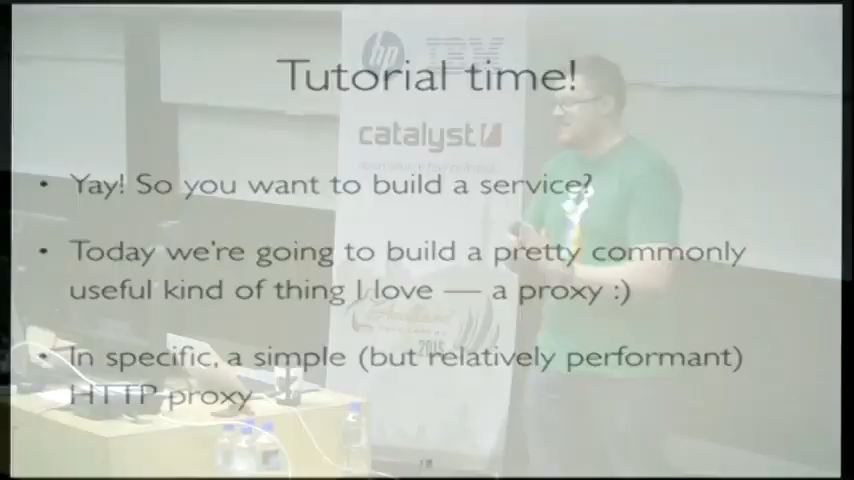 hp IBM
Tutorial time!
catalyst
• Yay! So you want to build a service?
• Today we're going to build a pretty commonly
useful kind of thing I love — a proxy :)
2015
• In specific, a simple (but relatively performant)
HTTP proxy